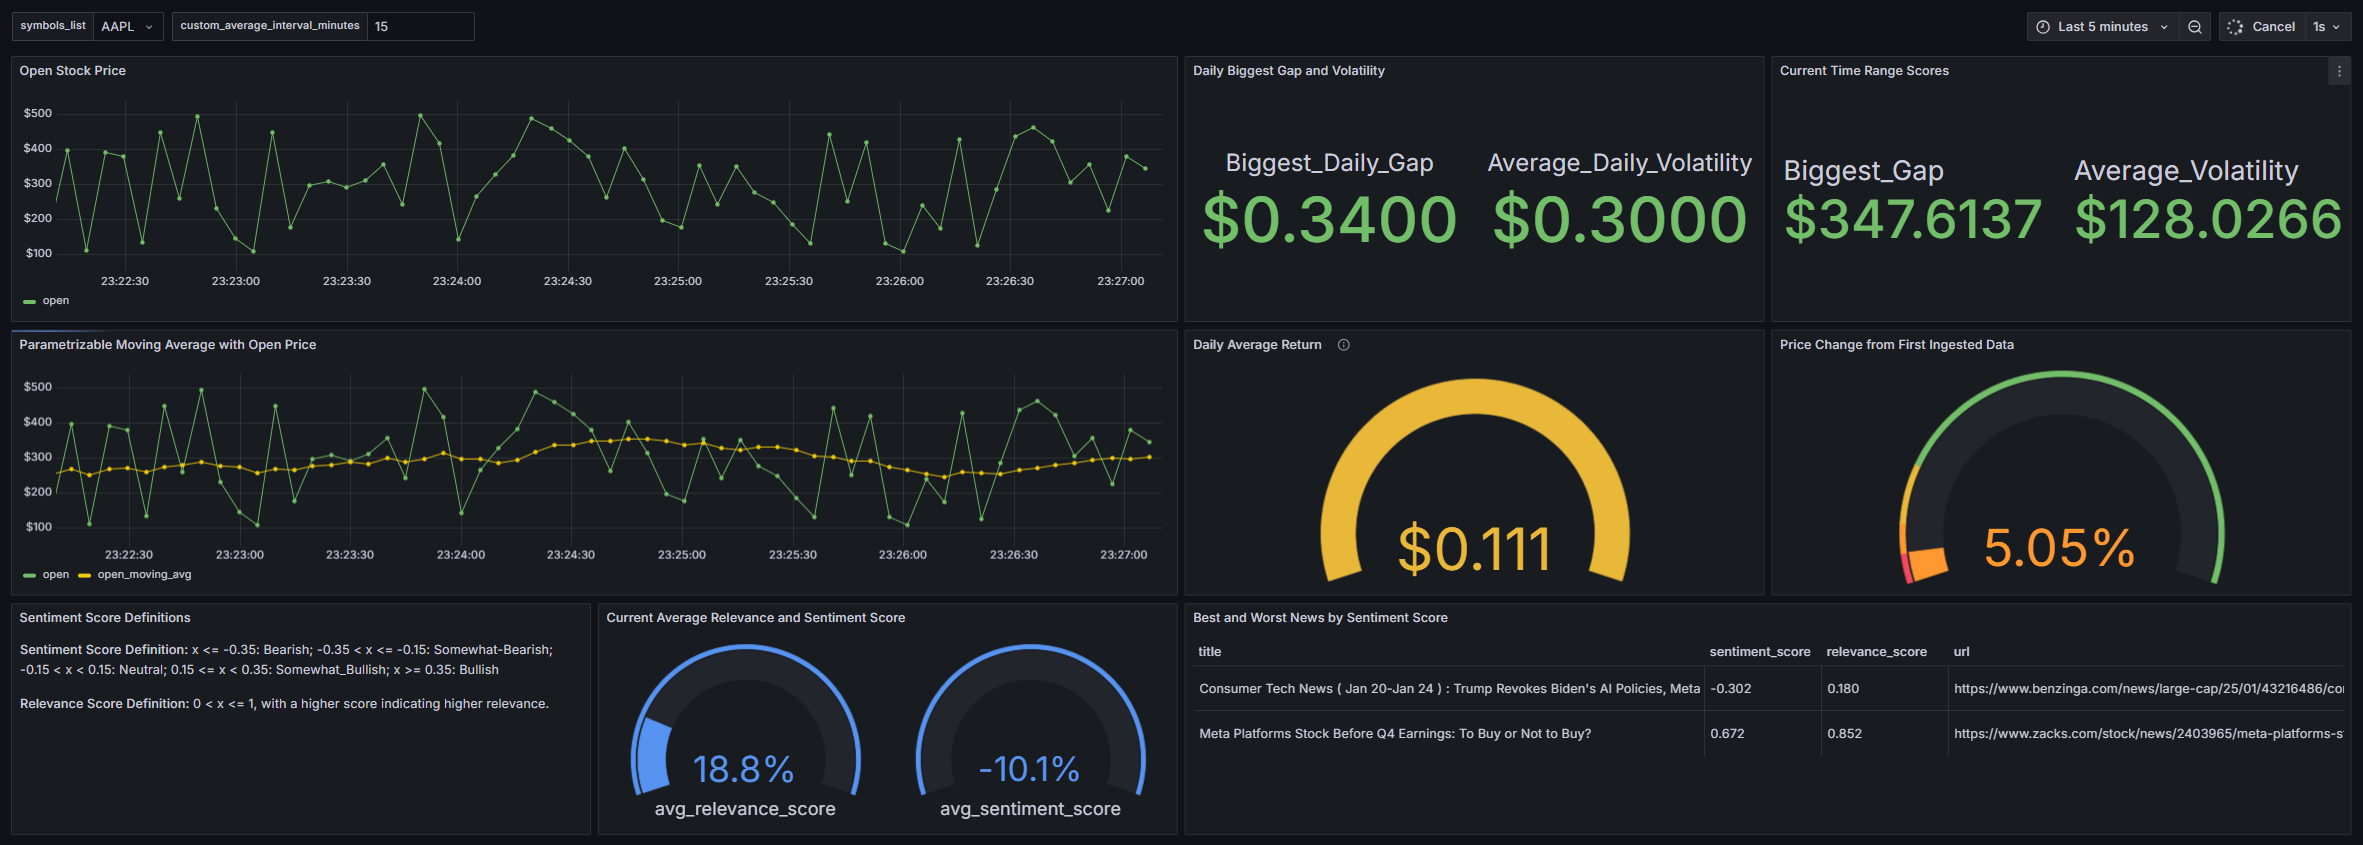 symbols_list AAPL custom_average_interval_minutes 15 Last 5 minutes Cancel 1s
Open Stock Price
$500
$400
$300
$200
$100
23:22:30 23:23:00 23:23:30 23:24:00 23:24:30 23:25:00 23:25:30 23:26:00 23:26:30 23:27:00
open
Daily Biggest Gap and Volatility
Biggest_Daily_Gap Average_Daily_Volatility
$0.3400 $0.3000
Current Time Range Scores
Biggest_Gap Average_Volatility
$347.6137 $128.0266
Parametrizable Moving Average with Open Price
$500
$400
$300
$200
$100
23:22:30 23:23:00 23:23:30 23:24:00 23:24:30 23:25:00 23:25:30 23:26:00 23:26:30 23:27:00
open open_moving_avg
Daily Average Return
$0.111
Price Change from First Ingested Data
5.05%
Sentiment Score Definitions
Sentiment Score Definition: x <= -0.35: Bearish; -0.35 < x <= -0.15: Somewhat-Bearish;
-0.15 < x < 0.15: Neutral; 0.15 <= x < 0.35: Somewhat_Bullish; x >= 0.35: Bullish
Relevance Score Definition: 0 < x <= 1, with a higher score indicating higher relevance.
Current Average Relevance and Sentiment Score
18.8% -10.1%
avg_relevance_score avg_sentiment_score
Best and Worst News by Sentiment Score
title sentiment_score relevance_score url
Consumer Tech News ( Jan 20-Jan 24 ) : Trump Revokes Biden's AI Policies, Meta -0.302 0.180 https://www.benzinga.com/news/large-cap/25/01/43216486/co
Meta Platforms Stock Before Q4 Earnings: To Buy or Not to Buy? 0.672 0.852 https://www.zacks.com/stock/news/2403965/meta-platforms-s